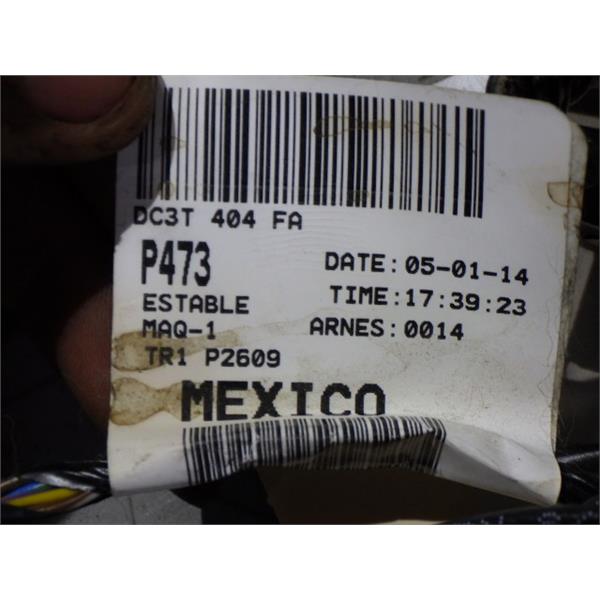 DC3T 404 FA
P473
DATE:05-01-14
ESTABLE
TIME:17:39:23
MAQ-1
ARNES:0014
TR1 P2609
MEXICO